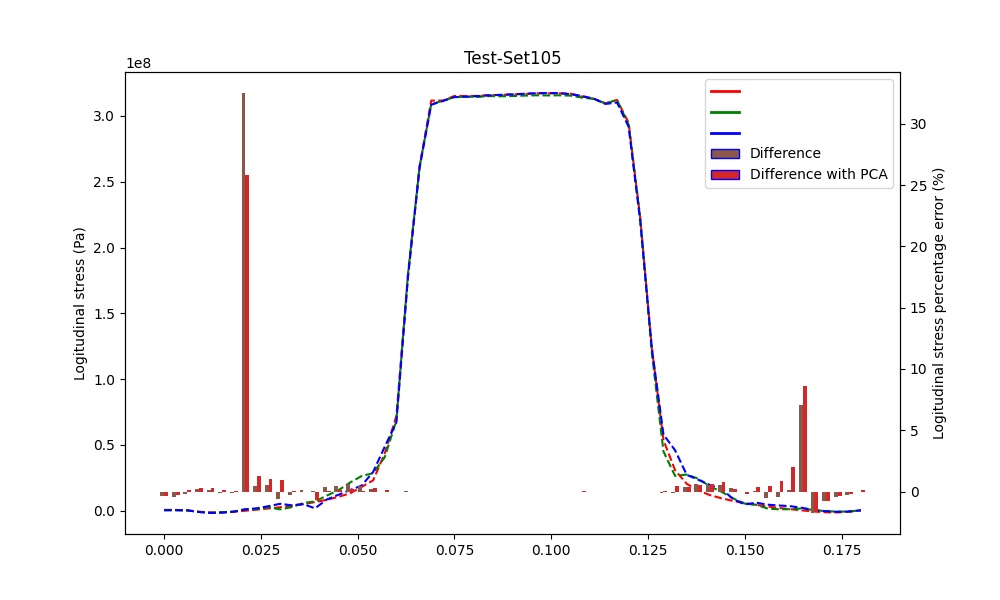 Test-Set105
1e8
3.0
2.5
2.0
1.5
1.0
0.5
0.0
Logitudinal stress (Pa)
Difference
Difference with PCA
30
25
20
15
10
5
0
Logitudinal stress percentage error (%)
0.000 0.025 0.050 0.075 0.100 0.125 0.150 0.175